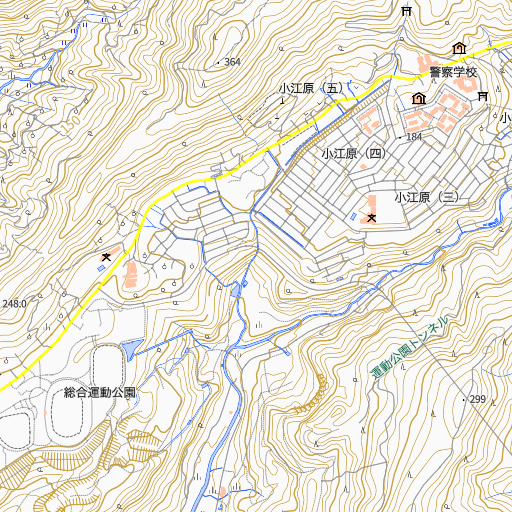 364
小江原（五）
警察学校
小
184
小江原（四）
小江原（三）
248.0
運動公園トンネル
総合運動公園
299